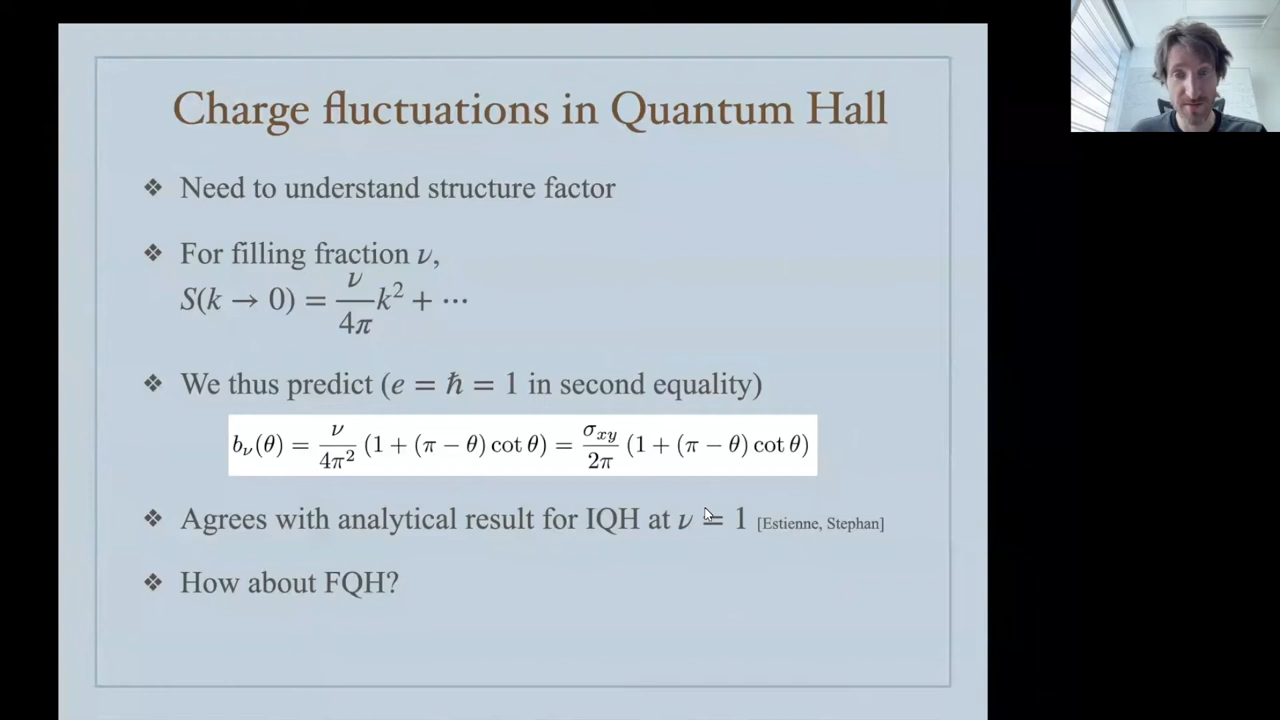 Charge fluctuations in Quantum Hall
❖ Need to understand structure factor
❖ For filling fraction ν,
S(k → 0) = ν/4π k² + ⋯
❖ We thus predict (e = ℏ = 1 in second equality)
b_ν(θ) = ν/4π² (1 + (π − θ) cot θ) = σ_xy/2π (1 + (π − θ) cot θ)
❖ Agrees with analytical result for IQH at ν = 1 [Estienne, Stephan]
❖ How about FQH?